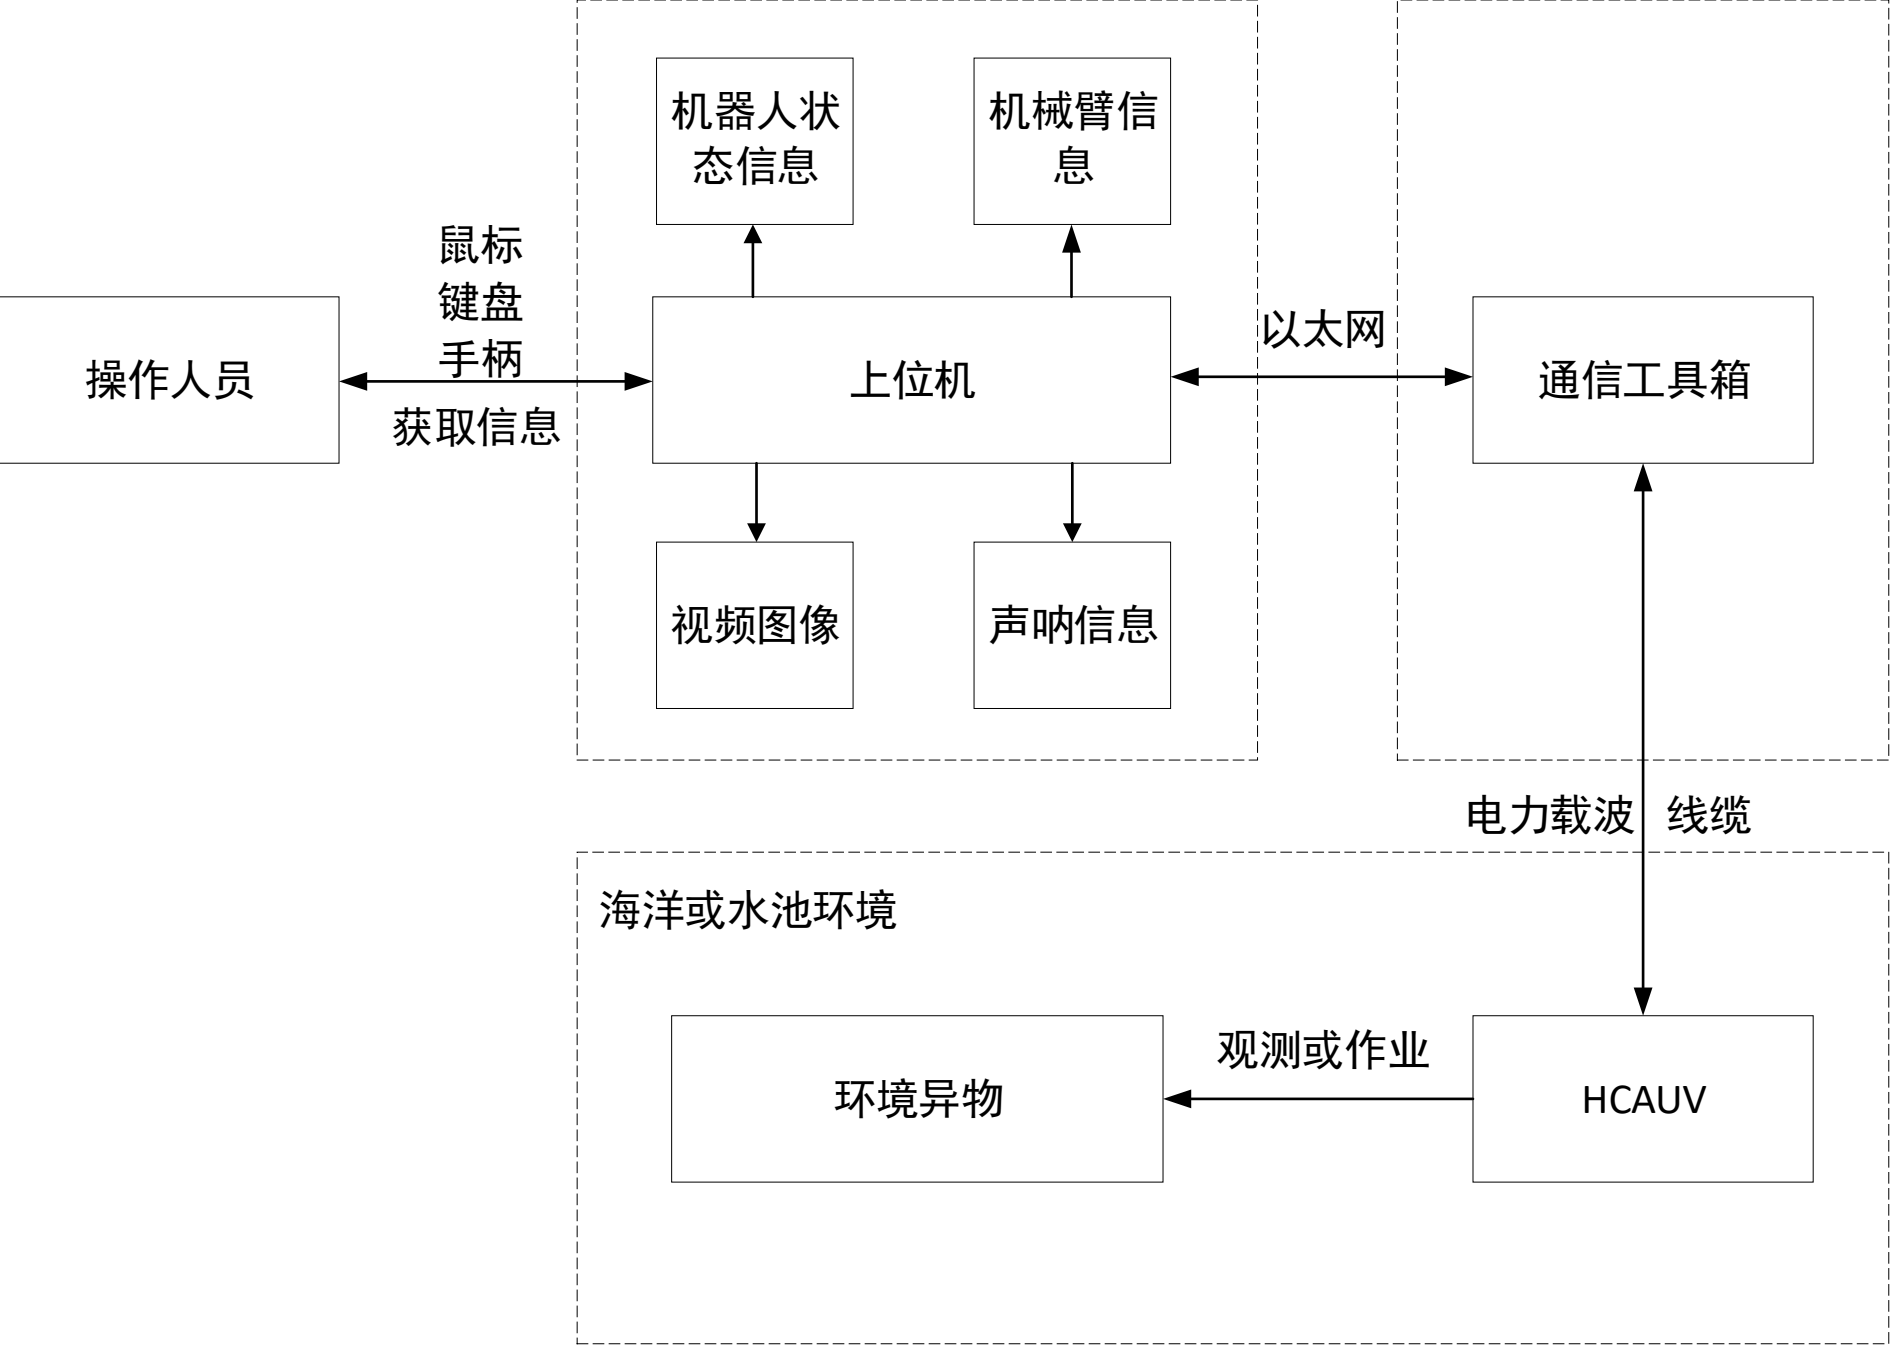 机器人状
态信息
机械臂信
息
鼠标
键盘
手柄
获取信息
操作人员
上位机
以太网
通信工具箱
视频图像
声呐信息
电力载波
线缆
海洋或水池环境
环境异物
观测或作业
HCAUV